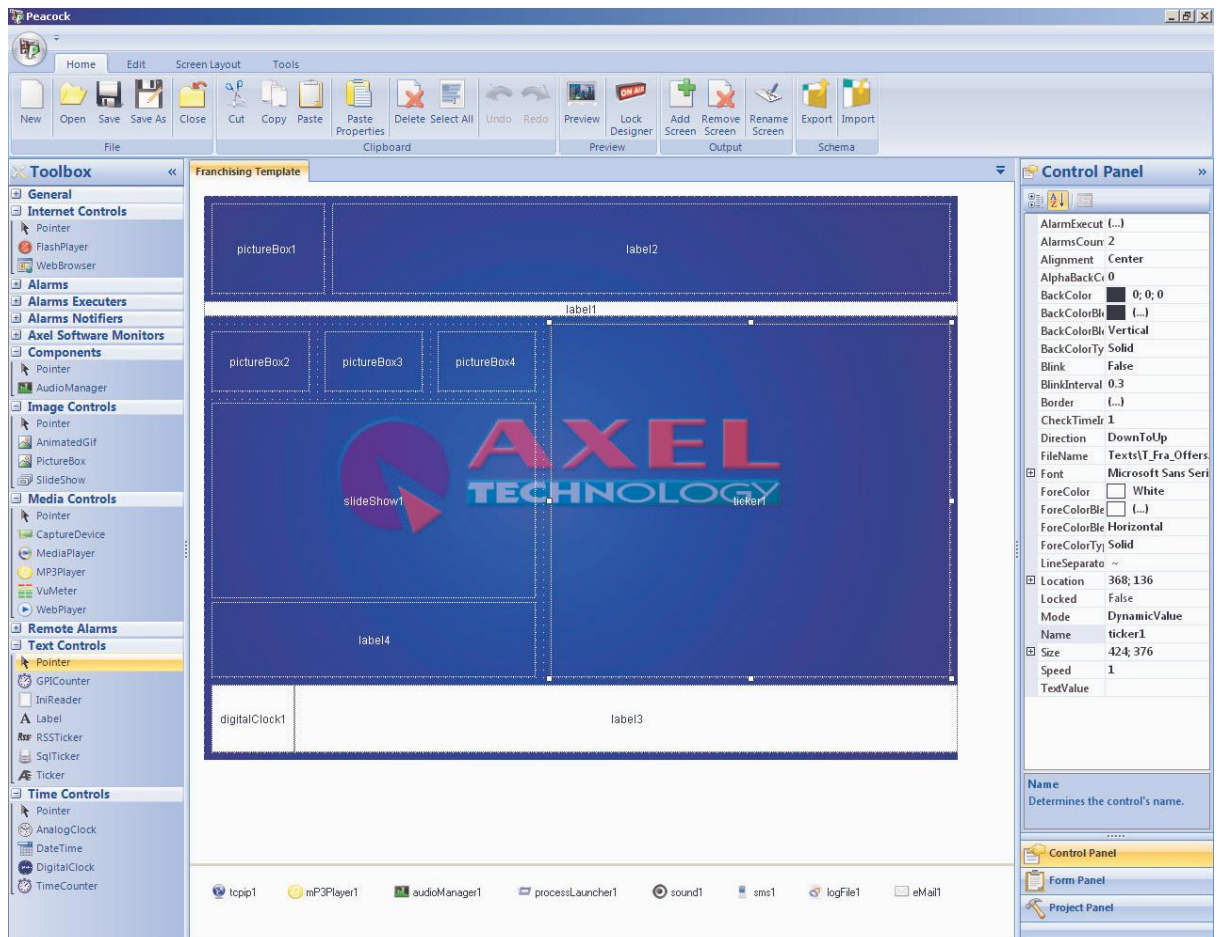 Peacock
Home Edit Screen Layout Tools
New Open Save Save As Close Cut Copy Paste Paste Properties Delete Select All Undo Redo Preview Lock Designer Add Screen Remove Screen Rename Screen Export Import
ON AIR
File Clipboard Preview Output Schema
Toolbox «
General
Internet Controls
Pointer
FlashPlayer
WebBrowser
Alarms
Alarms Executers
Alarms Notifiers
Axel Software Monitors
Components
Pointer
AudioManager
Image Controls
Pointer
AnimatedGif
PictureBox
SlideShow
Media Controls
Pointer
CaptureDevice
MediaPlayer
MP3Player
VuMeter
WebPlayer
Remote Alarms
Text Controls
Pointer
GPICounter
IniReader
Label
RSSTicker
SqlTicker
Ticker
Time Controls
Pointer
AnalogClock
DateTime
DigitalClock
TimeCounter
Franchising Template
pictureBox1 label2
label1
pictureBox2 pictureBox3 pictureBox4
AXEL
TECHNOLOGY
slideShow1 ticker1
label4
digitalClock1 label3
tcpip1 mP3Player1 audioManager1 processLauncher1 sound1 sms1 logFile1 eMail1
Control Panel »
AlarmExecut (...)
AlarmsCoun 2
Alignment Center
AlphaBackC 0
BackColor 0; 0; 0
BackColorBl (...)
BackColorBl Vertical
BackColorTy Solid
Blink False
BlinkInterval 0.3
Border (...)
CheckTimeI 1
Direction DownToUp
FileName Texts\T_Fra_Offers.
Font Microsoft Sans Seri
ForeColor White
ForeColorBle (...)
ForeColorBle Horizontal
ForeColorTy Solid
LineSeparato ~
Location 368; 136
Locked False
Mode DynamicValue
Name ticker1
Size 424; 376
Speed 1
TextValue
Name
Determines the control's name.
Control Panel
Form Panel
Project Panel